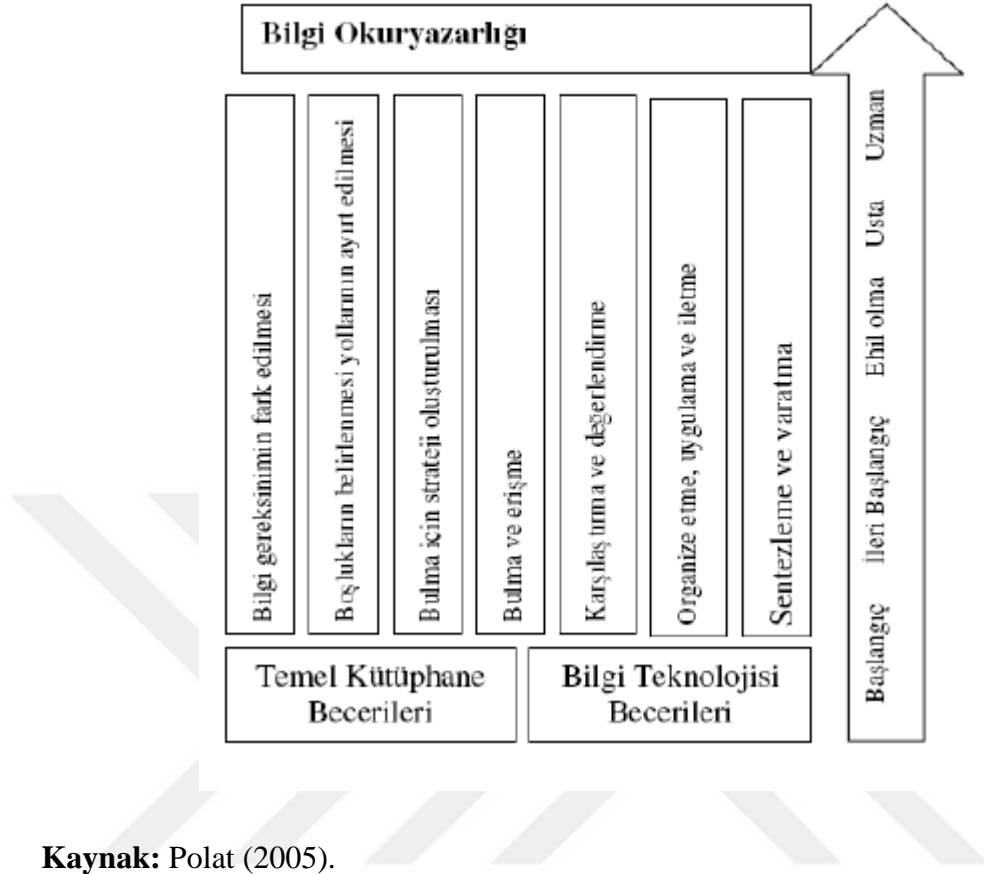 Bilgi Okuryazarlığı
Bilgi gereksinimin fark edilmesi
Boşlukların belirlenmesi yollarının ayırt edilmesi
Bulma için strateji oluşturulması
Bulma ve erişme
Karşılaştırma ve değerlendirme
Organize etme, uygulama ve iletme
Sentezleme ve varatma
Temel Kütüphane
Becerileri
Bilgi Teknolojisi
Becerileri
Başlangıç İleri Başlangıç Ehil olma Usta Uzman
Kaynak: Polat (2005).